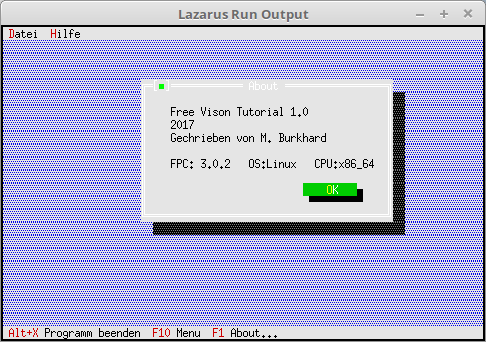 Lazarus Run Output
Datei Hilfe
About
Free Vison Tutorial 1.0
2017
Gechrieben von M. Burkhard
FPC: 3.0.2 OS:Linux CPU:x86_64
OK
Alt+X Programm beenden F10 Menu F1 About...